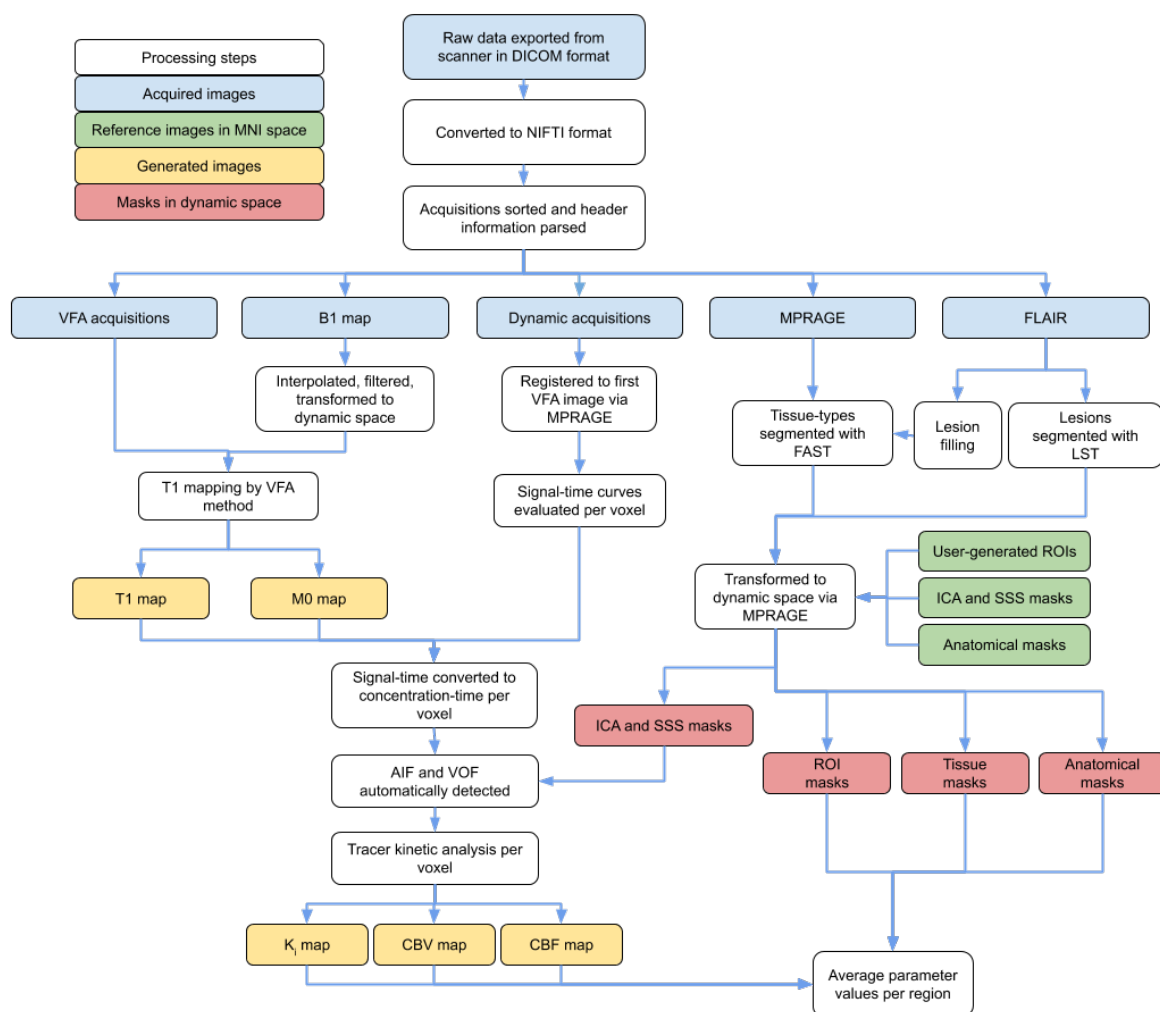 Raw data exported from
scanner in DICOM format
Processing steps
Acquired images
Reference images in MNI space
Generated images
Masks in dynamic space
Converted to NIFTI format
Acquisitions sorted and header
information parsed
VFA acquisitions
B1 map
Dynamic acquisitions
MPRAGE
FLAIR
Interpolated, filtered,
transformed to
dynamic space
Registered to first
VFA image via
MPRAGE
Tissue-types
segmented with
FAST
Lesion
filling
Lesions
segmented with
LST
T1 mapping by VFA
method
Signal-time curves
evaluated per voxel
T1 map
M0 map
Transformed to
dynamic space via
MPRAGE
User-generated ROIs
ICA and SSS masks
Anatomical masks
Signal-time converted to
concentration-time per
voxel
ICA and SSS masks
ROI
masks
Tissue
masks
Anatomical
masks
AIF and VOF
automatically detected
Tracer kinetic analysis per
voxel
Ki map
CBV map
CBF map
Average parameter
values per region